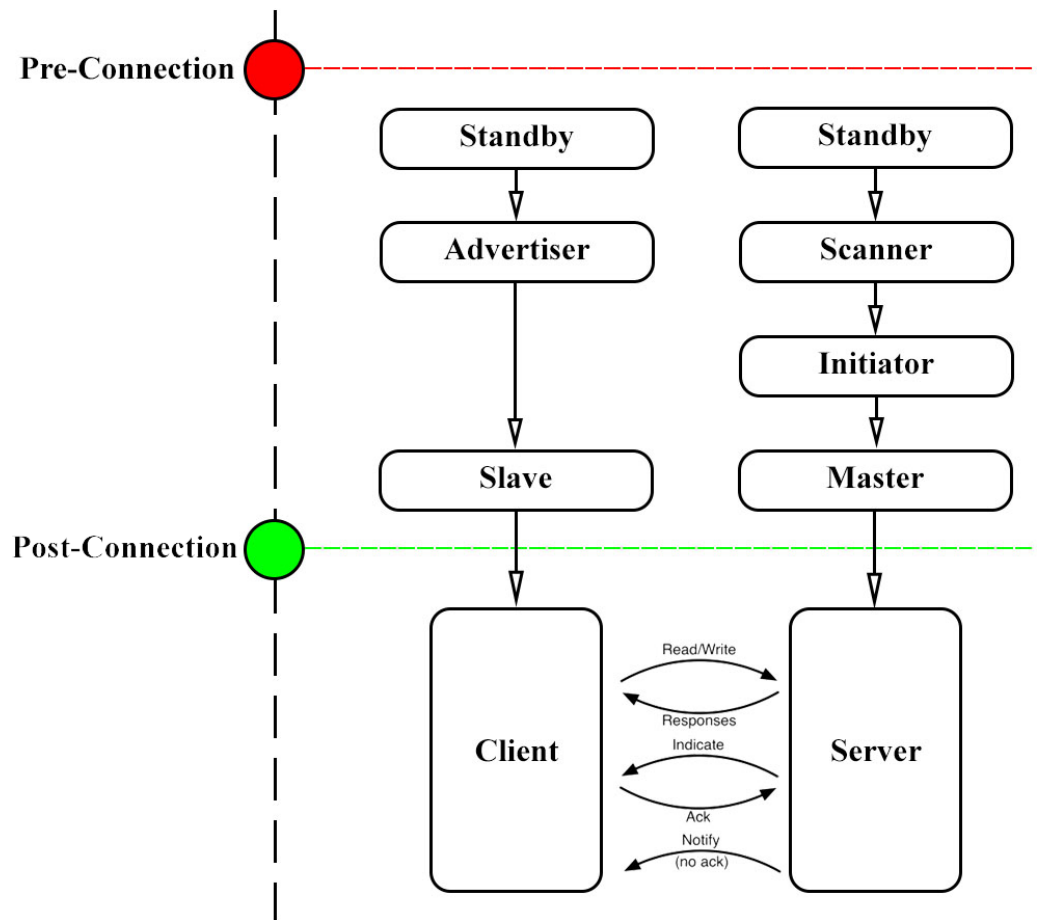 Pre-Connection
Standby
Standby
Advertiser
Scanner
Initiator
Slave
Master
Post-Connection
Read/Write
Responses
Client
Indicate
Server
Ack
Notify
(no ack)